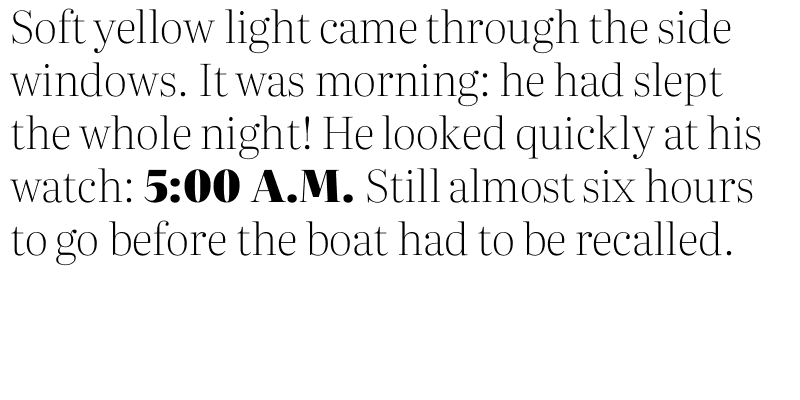 Soft yellow light came through the side
windows. It was morning: he had slept
the whole night! He looked quickly at his
watch: 5:00 A.M. Still almost six hours
to go before the boat had to be recalled.